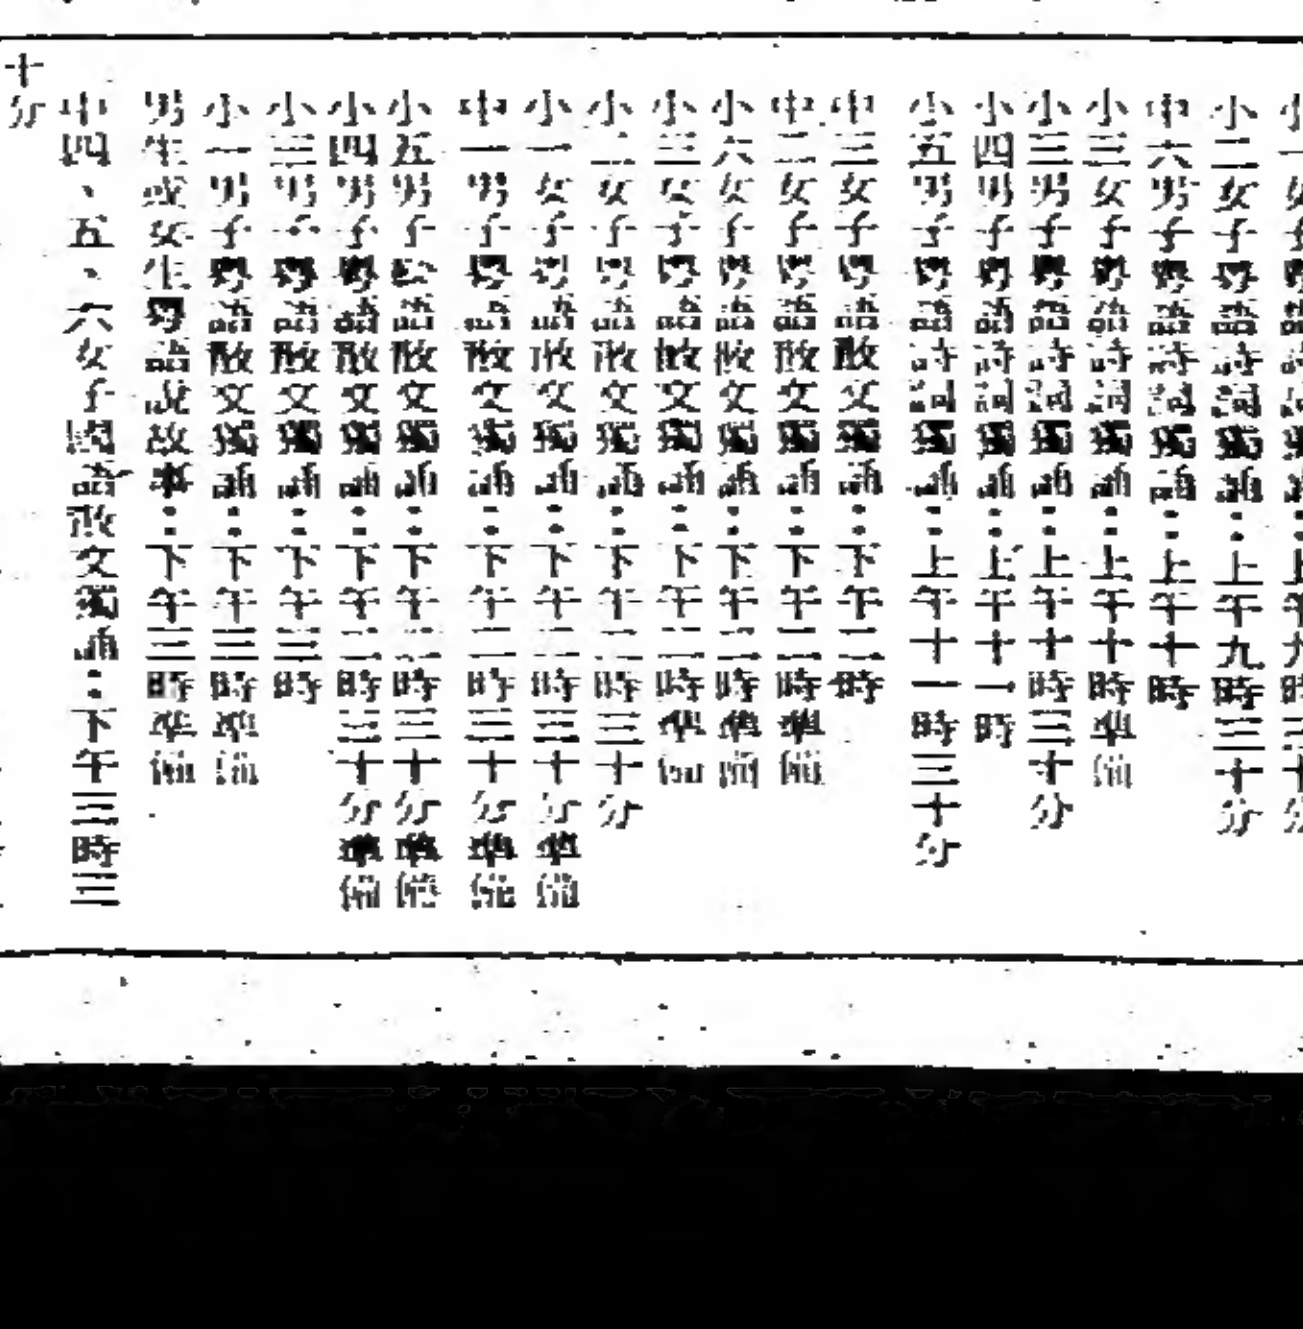 小二女子粵語詩詞獨誦：上午九時三十分
中六男子粵語詩詞獨誦：上午十時
小三女子粵語詩詞獨誦：上午十時準備
小三男子粵語詩詞獨誦：上午十時三十分
小四男子粵語詩詞獨誦：上午十一時
小五男子粵語詩詞獨誦：上午十一時三十分
中三女子粵語散文獨誦：下午二時
中二女子粵語散文獨誦：下午二時準備
小六女子粵語散文獨誦：下午二時準備
小三女子粵語散文獨誦：下午二時準備
小二女子粵語散文獨誦：下午二時三十分
小一女子粵語散文獨誦：下午二時三十分準備
中一男子粵語散文獨誦：下午二時三十分準備
小五男子粵語散文獨誦：下午二時三十分準備
小四男子粵語散文獨誦：下午二時三十分準備
小三男子粵語散文獨誦：下午三時
小一男子粵語散文獨誦：下午三時準備
男生或女生粵語說故事：下午三時準備
中四、五、六女子國語散文獨誦：下午三時三
十分